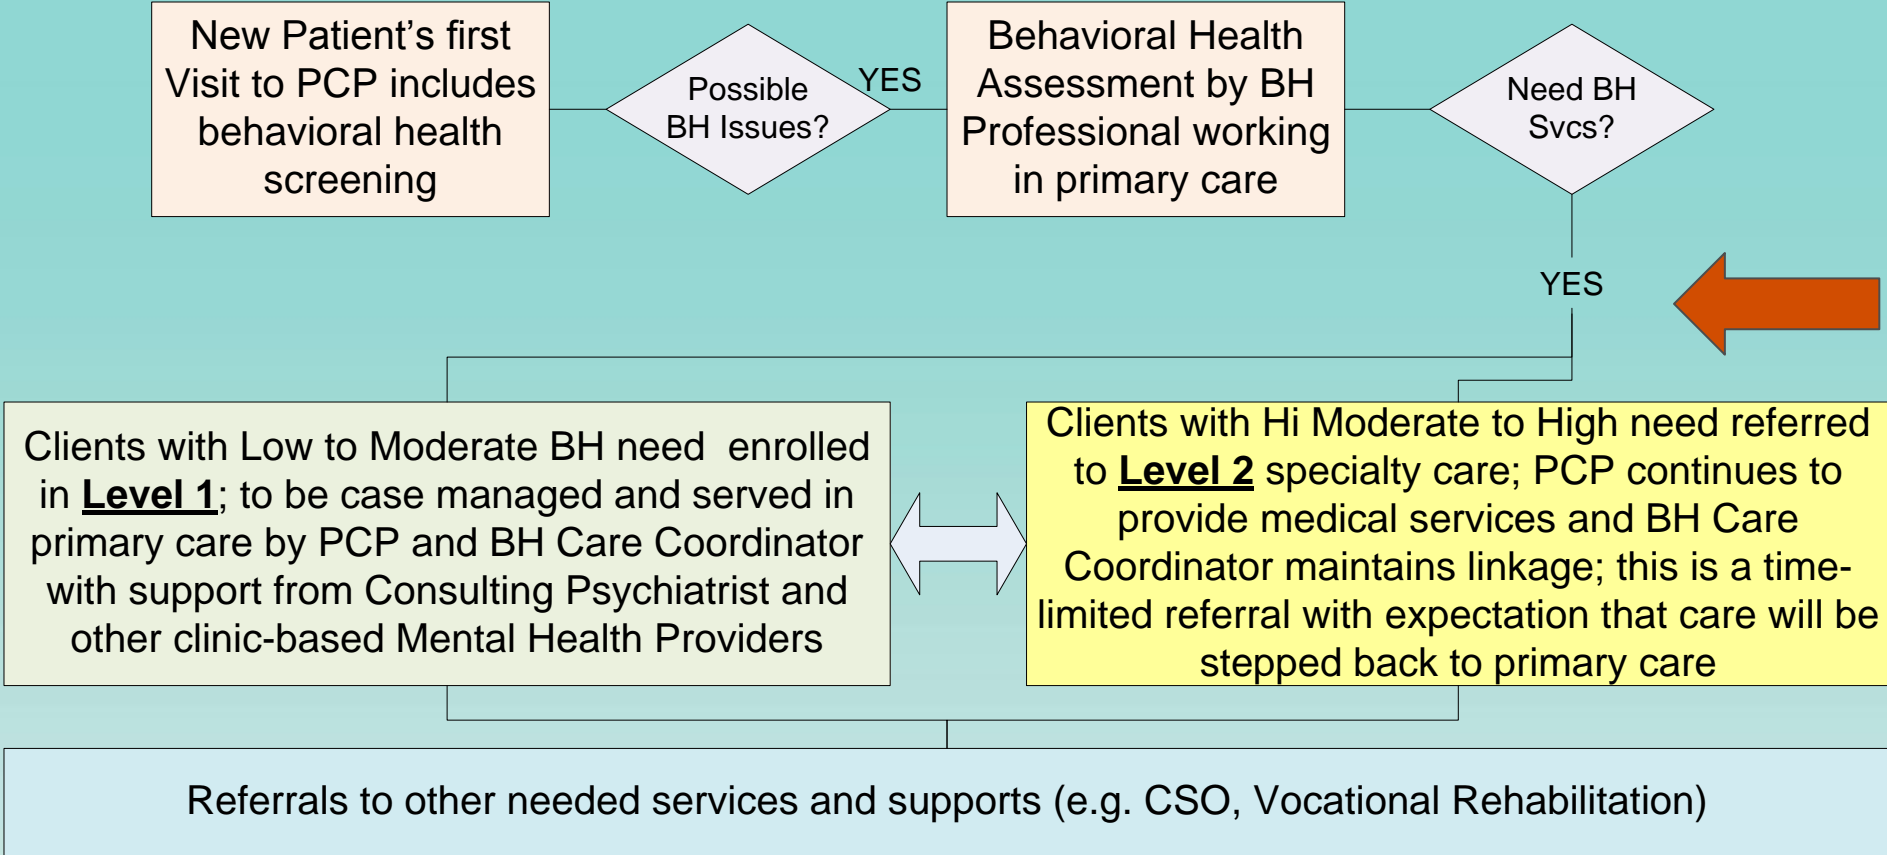 New Patient’s first
Visit to PCP includes
behavioral health
screening
Possible
BH Issues?
YES
Behavioral Health
Assessment by BH
Professional working
in primary care
Need BH
Svcs?
YES
Clients with Low to Moderate BH need  enrolled
in Level 1; to be case managed and served in
primary care by PCP and BH Care Coordinator
with support from Consulting Psychiatrist and
other clinic-based Mental Health Providers
Clients with Hi Moderate to High need referred
to Level 2 specialty care; PCP continues to
provide medical services and BH Care
Coordinator maintains linkage; this is a time-
limited referral with expectation that care will be
stepped back to primary care
Referrals to other needed services and supports (e.g. CSO, Vocational Rehabilitation)